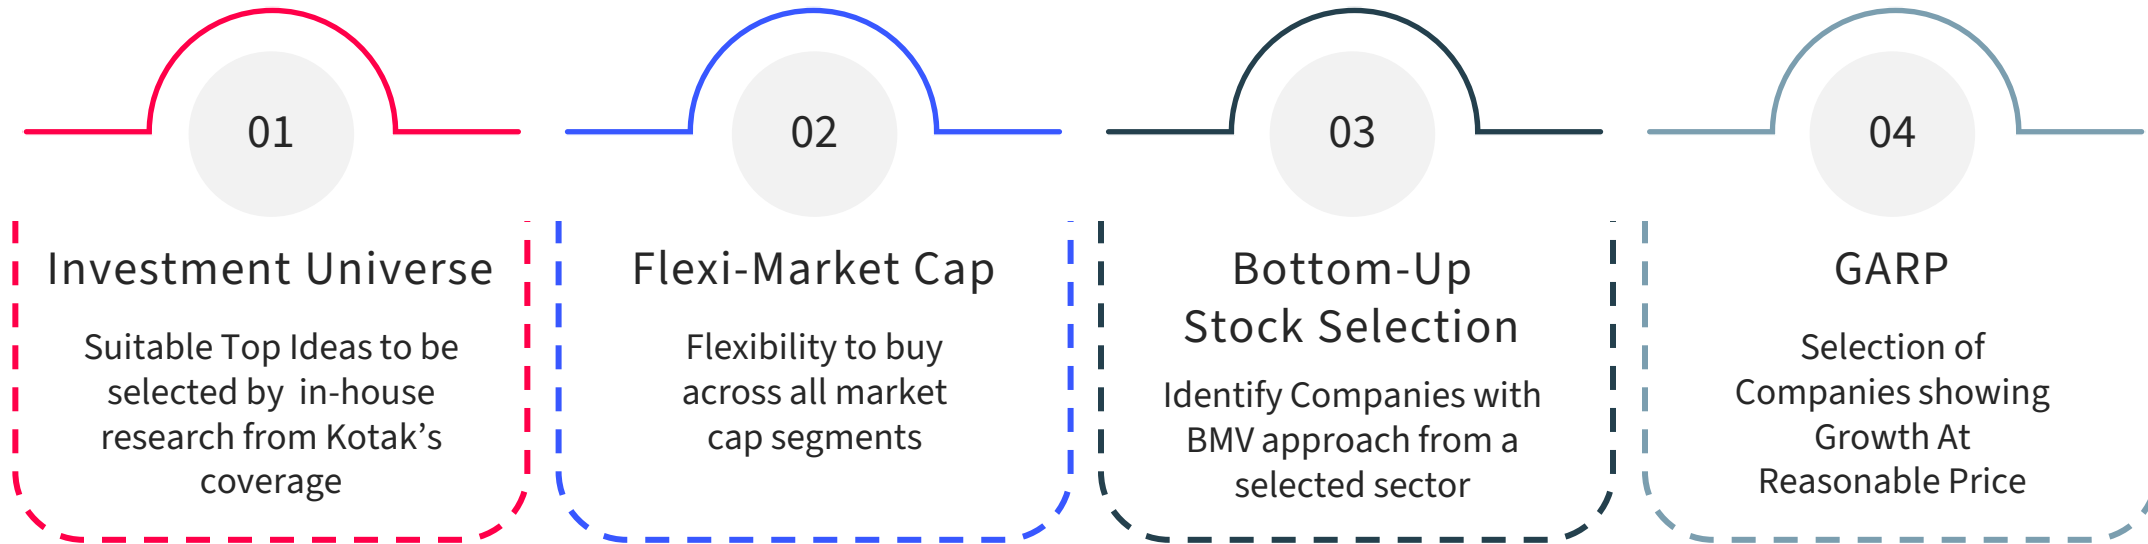 01
Investment Universe
Suitable Top Ideas to be
selected by  in-house
research from Kotak’s
coverage
02
Flexi-Market Cap
Flexibility to buy
across all market
cap segments
03
Bottom-Up
Stock Selection
Identify Companies with
BMV approach from a
selected sector
04
GARP
Selection of
Companies showing
Growth At
Reasonable Price